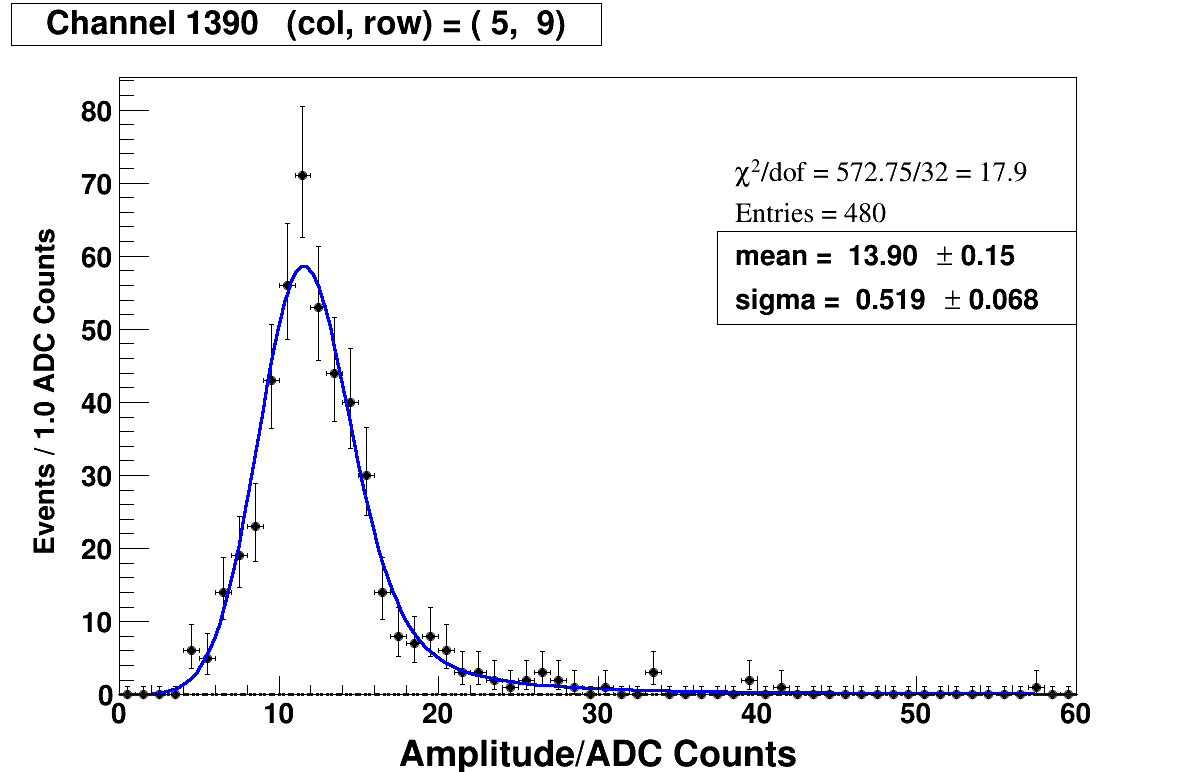 Channel 1390 (col, row) = ( 5, 9)
χ²/dof = 572.75/32 = 17.9
Entries = 480
mean = 13.90 ± 0.15
sigma = 0.519 ± 0.068
Events / 1.0 ADC Counts
80
70
60
50
40
30
20
10
0
0 10 20 30 40 50 60
Amplitude/ADC Counts